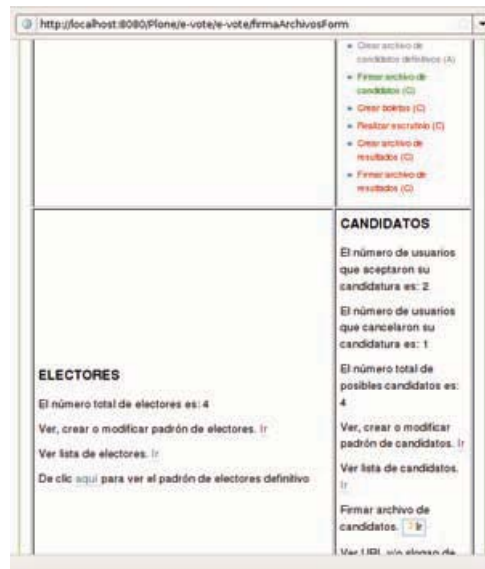 http://localhost:8080/Plone/e-vote/e-vote/firmaArchivosForm
Crear archivo de
candidatos definitivos (A)
Firmar archivo de
candidatos (C)
Crear boletas (C)
Realizar escrutinio (C)
Crear archivo de
resultados (C)
Firmar archivo de
resultados (C)
ELECTORES
El número total de electores es: 4
Ver, crear o modificar padrón de electores. Ir
Ver lista de electores. Ir
De clic aquí para ver el padrón de electores definitivo
CANDIDATOS
El número de usuarios
que aceptaron su
candidatura es: 2
El número de usuarios
que cancelaron su
candidatura es: 1
El número total de
posibles candidatos es:
4
Ver, crear o modificar
padrón de candidatos. Ir
Ver lista de candidatos.
Ir
Firmar archivo de
candidatos. Ir
Ver URL y/o slogan de